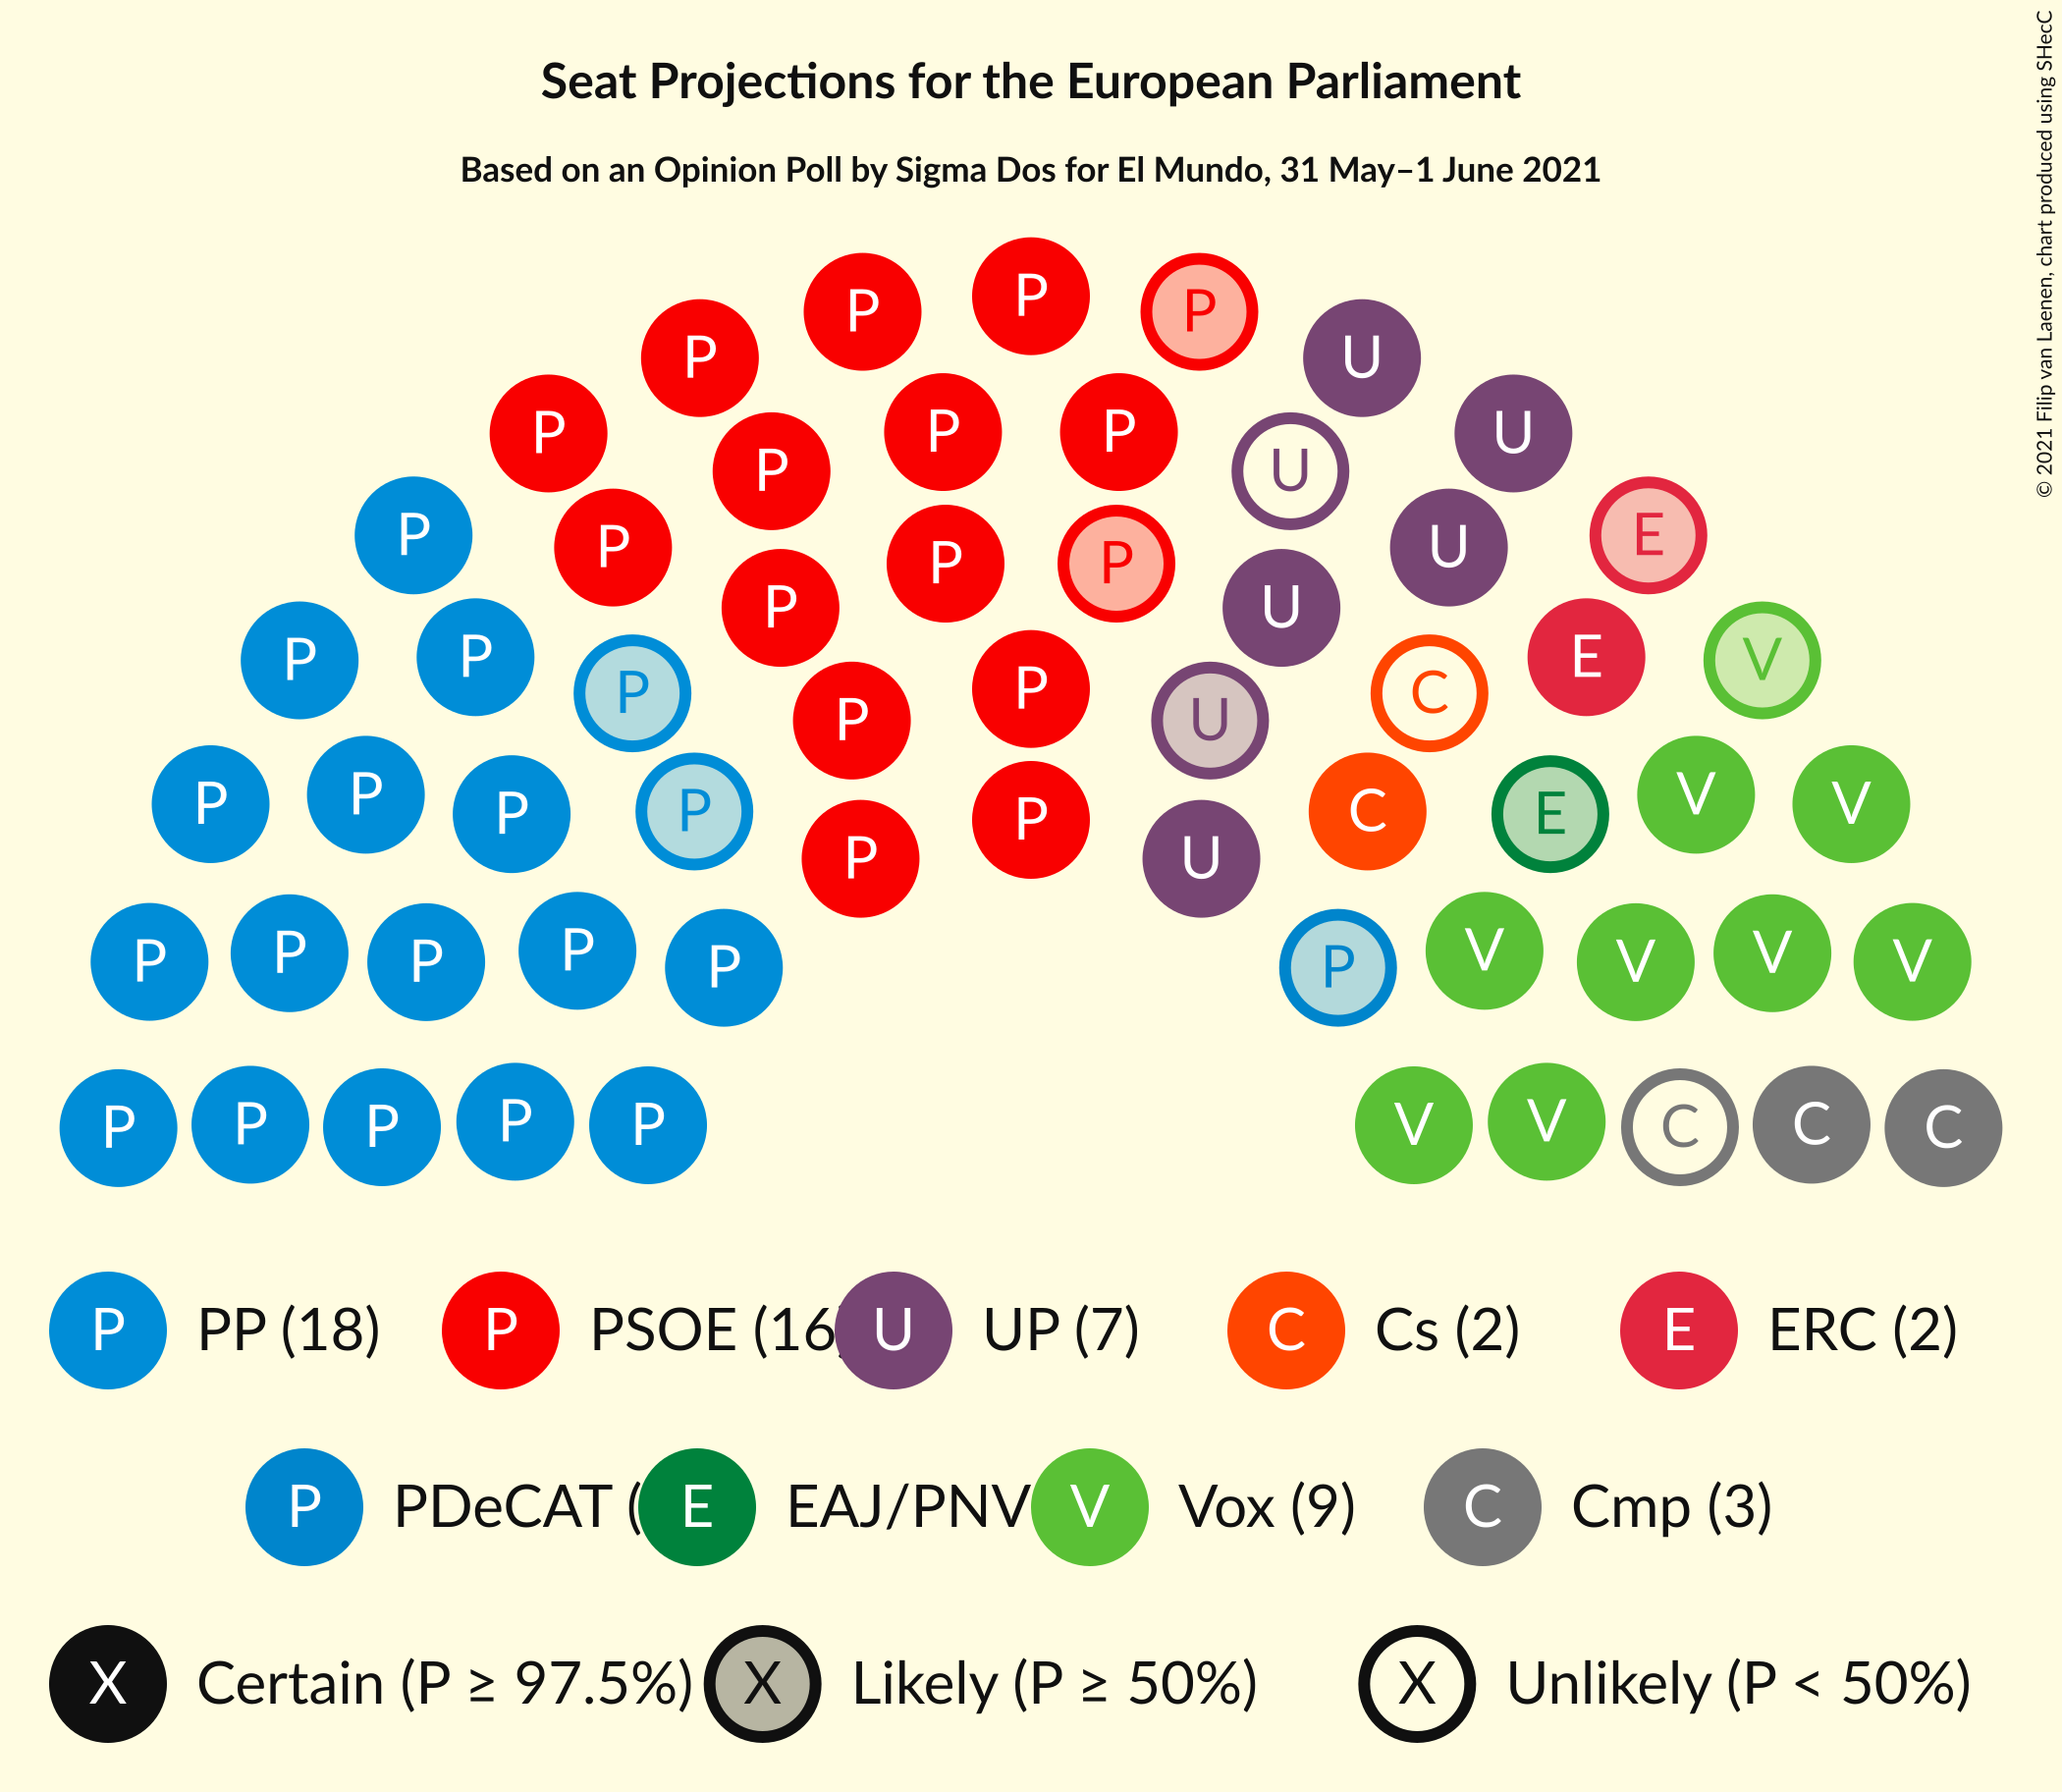 Seat Projections for the European Parliament
Based on an Opinion Poll by Sigma Dos for El Mundo, 31 May–1 June 2021
© 2021 Filip van Laenen, chart produced using SHecC
P
P P
P U
P P P U
P U
P P P P U E
P U
P P P P C E V
P U
P P P P P C E V V
P U
P P P P P P V V V V
P P P P P V V C C C
P PP (18) P PSOE (16 U UP (7) C Cs (2) E ERC (2)
P PDeCAT ( E EAJ/PNV V Vox (9) C Cmp (3)
X Certain (P ≥ 97.5%) X Likely (P ≥ 50%) X Unlikely (P < 50%)